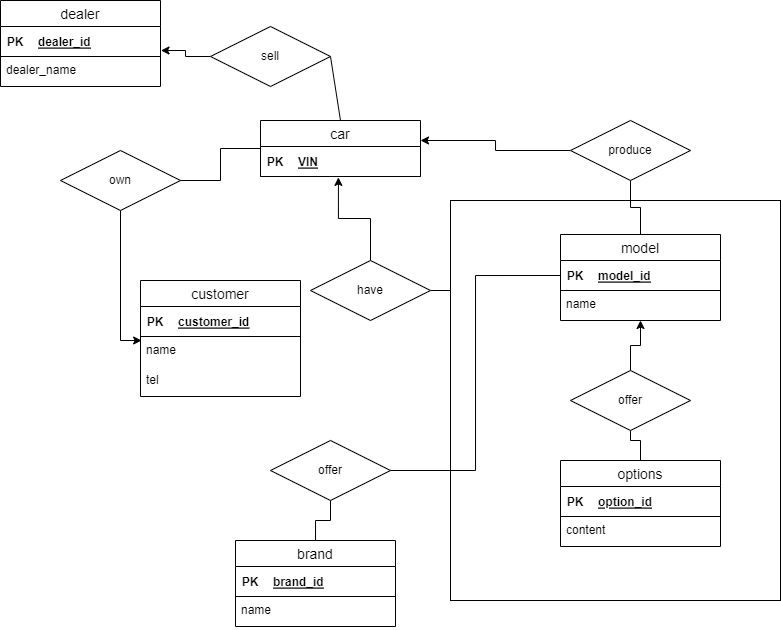 dealer
PK dealer_id
dealer_name
sell
car
PK VIN
produce
own
customer
PK customer_id
name
tel
have
model
PK model_id
name
offer
options
PK option_id
content
offer
brand
PK brand_id
name